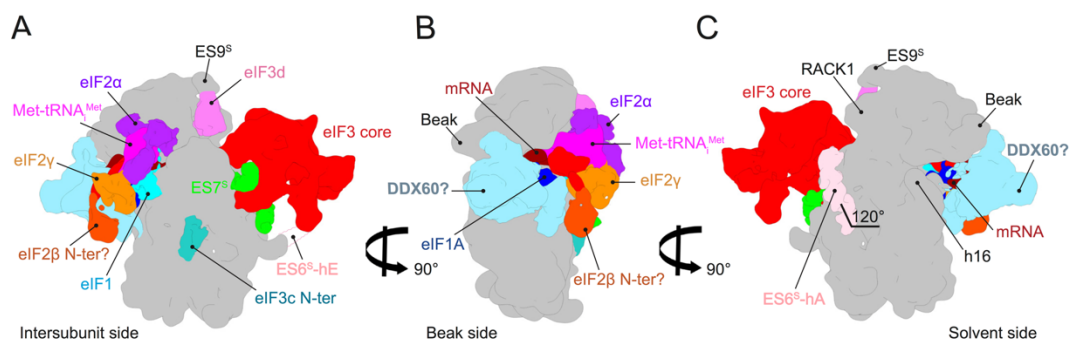 A
ES9ˢ
eIF3d
eIF2α
Met-tRNAᵢᴹᵉᵗ
eIF3 core
eIF2γ
ES7ˢ
eIF2β N-ter?
eIF1
ES6ˢ-hE
eIF3c N-ter
Intersubunit side
90°
B
mRNA
eIF2α
Beak
Met-tRNAᵢᴹᵉᵗ
DDX60?
eIF2γ
eIF1A
eIF2β N-ter?
Beak side
90°
C
ES9ˢ
RACK1
eIF3 core
Beak
DDX60?
120°
mRNA
h16
ES6ˢ-hA
Solvent side